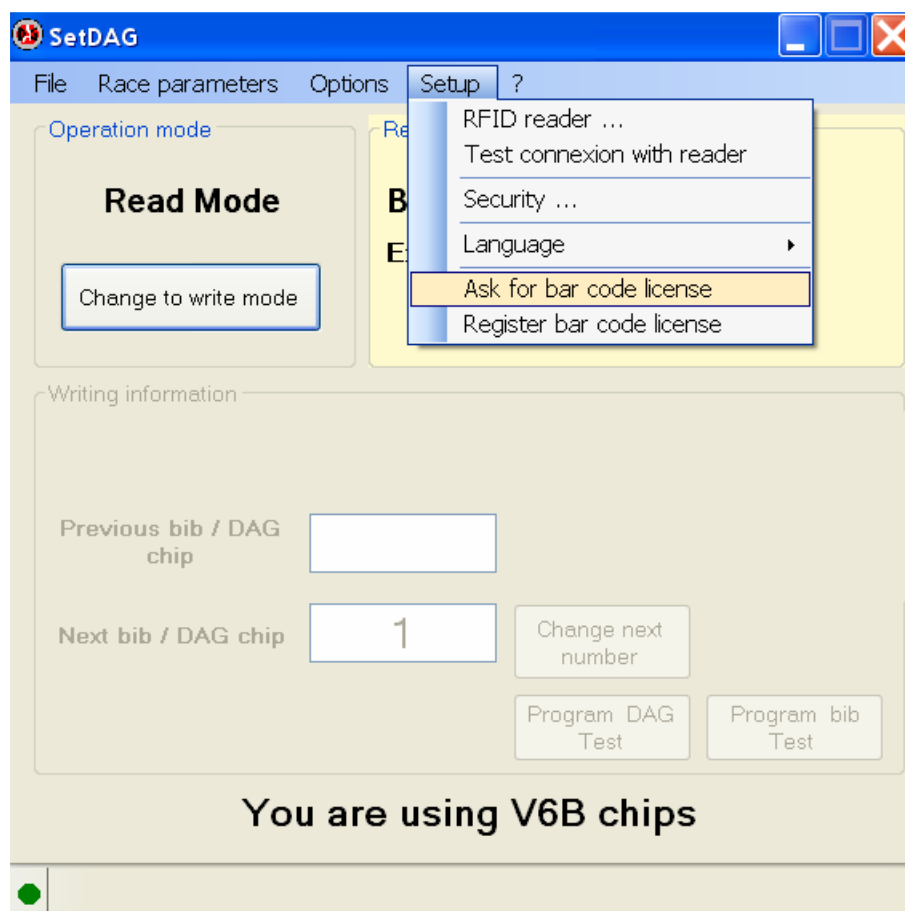 SetDAG
File Race parameters Options Setup ?
RFID reader ...
Test connexion with reader
Security ...
Language
Ask for bar code license
Register bar code license
Operation mode
Read Mode
Change to write mode
Writing information
Previous bib / DAG
chip
Next bib / DAG chip
1
Change next
number
Program DAG
Test
Program bib
Test
You are using V6B chips